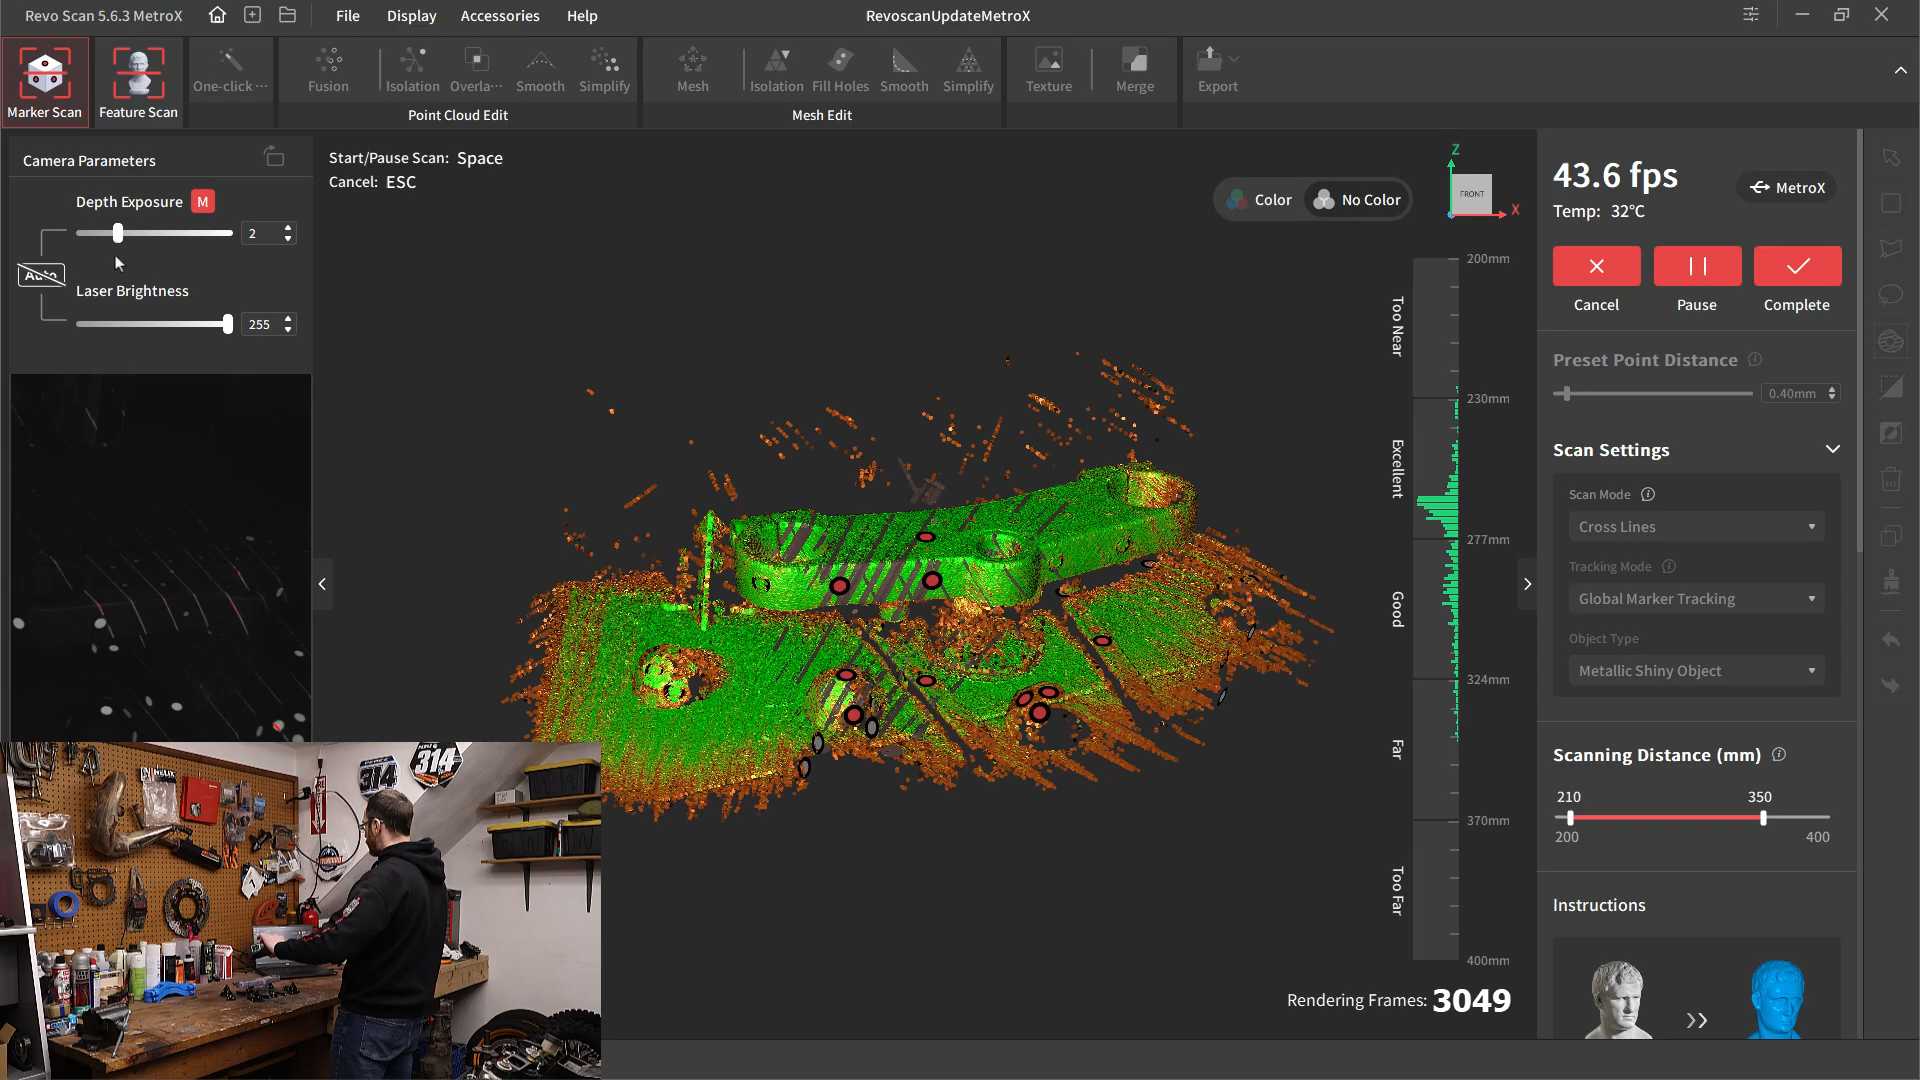 Revo Scan 5.6.3 MetroX
File
Display
Accessories
Help
RevoscanUpdateMetroX
Marker Scan
Feature Scan
One-click ···
Fusion
Isolation
Overla···
Smooth
Simplify
Point Cloud Edit
Mesh
Isolation
Fill Holes
Smooth
Simplify
Mesh Edit
Texture
Merge
Export
Camera Parameters
Depth Exposure M
2
Auto
Laser Brightness
255
Start/Pause Scan: Space
Cancel: ESC
Color
No Color
Z
FRONT
X
200mm
230mm
277mm
324mm
370mm
400mm
Too Near
Excellent
Good
Far
Too Far
Rendering Frames: 3049
43.6 fps
MetroX
Temp: 32°C
Cancel
Pause
Complete
Preset Point Distance
0.40mm
Scan Settings
Scan Mode
Cross Lines
Tracking Mode
Global Marker Tracking
Object Type
Metallic Shiny Object
Scanning Distance (mm)
210
350
200
400
Instructions
314
314